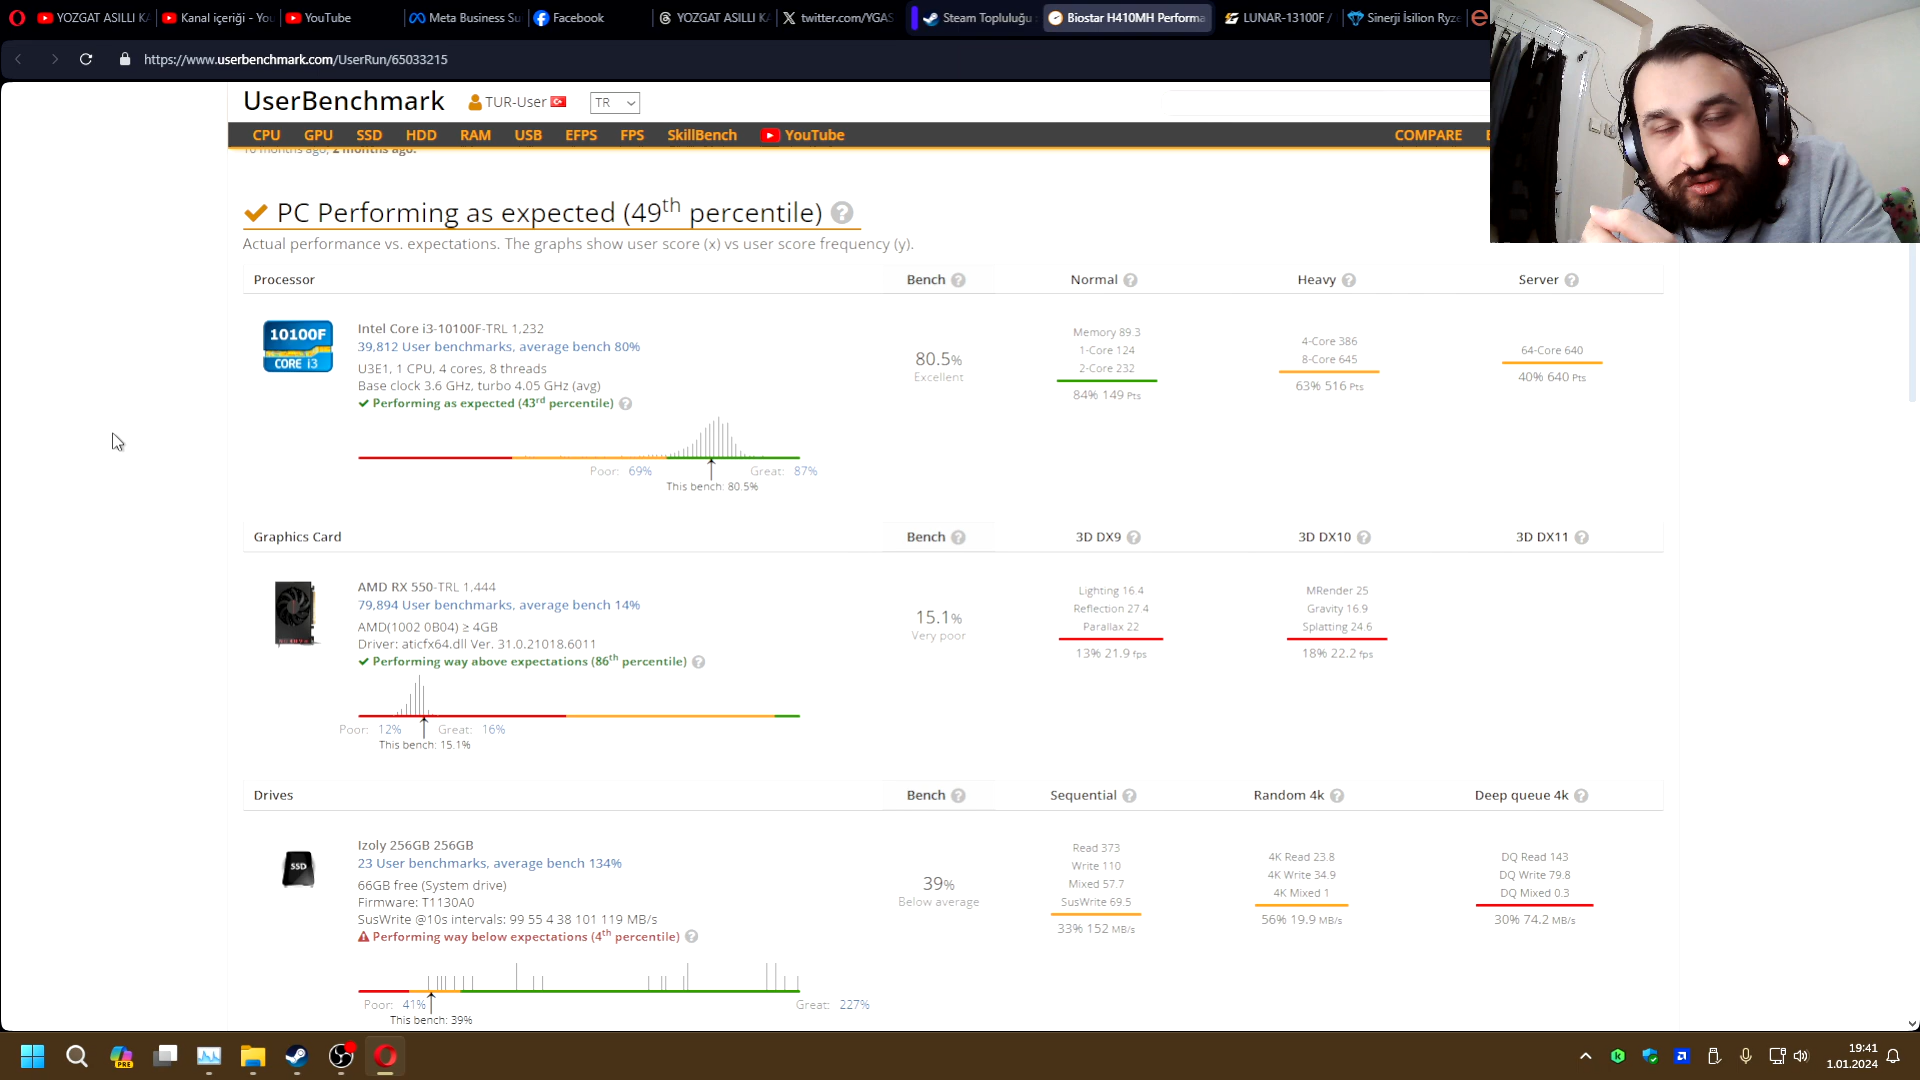 YOZGAT ASILLI KA
Kanal içeriği - You
YouTube
Meta Business Su
Facebook
YOZGAT ASILLI KA
twitter.com/YGAS
Steam Topluluğu
Biostar H410MH Performa
LUNAR-13100F /
Sinerji İsilion Ryze
https://www.userbenchmark.com/UserRun/65033215
UserBenchmark
TUR-User
TR
CPU GPU SSD HDD RAM USB EFPS FPS SkillBench YouTube COMPARE
10 months ago, 2 months ago.
PC Performing as expected (49th percentile) ?
Actual performance vs. expectations. The graphs show user score (x) vs user score frequency (y).
Processor Bench ? Normal ? Heavy ? Server ?
10100F
CORE i3
Intel Core i3-10100F-TRL 1,232
39,812 User benchmarks, average bench 80%
U3E1, 1 CPU, 4 cores, 8 threads
Base clock 3.6 GHz, turbo 4.05 GHz (avg)
Performing as expected (43rd percentile) ?
Poor: 69% Great: 87%
This bench: 80.5%
80.5%
Excellent
Memory 89.3
1-Core 124
2-Core 232
84% 149 Pts
4-Core 386
8-Core 645
63% 516 Pts
64-Core 640
40% 640 Pts
Graphics Card Bench ? 3D DX9 ? 3D DX10 ? 3D DX11 ?
AMD RX 550-TRL 1,444
79,894 User benchmarks, average bench 14%
AMD(1002 0B04) ≥ 4GB
Driver: aticfx64.dll Ver. 31.0.21018.6011
Performing way above expectations (86th percentile) ?
Poor: 12% Great: 16%
This bench: 15.1%
15.1%
Very poor
Lighting 16.4
Reflection 27.4
Parallax 22
13% 21.9 fps
MRender 25
Gravity 16.9
Splatting 24.6
18% 22.2 fps
Drives Bench ? Sequential ? Random 4k ? Deep queue 4k ?
SSD
Izoly 256GB 256GB
23 User benchmarks, average bench 134%
66GB free (System drive)
Firmware: T1130A0
SusWrite @10s intervals: 99 55 4 38 101 119 MB/s
Performing way below expectations (4th percentile) ?
Poor: 41% Great: 227%
This bench: 39%
39%
Below average
Read 373
Write 110
Mixed 57.7
SusWrite 69.5
33% 152 MB/s
4K Read 23.8
4K Write 34.9
4K Mixed 1
56% 19.9 MB/s
DQ Read 143
DQ Write 79.8
DQ Mixed 0.3
30% 74.2 MB/s
PRE
19:41
1.01.2024